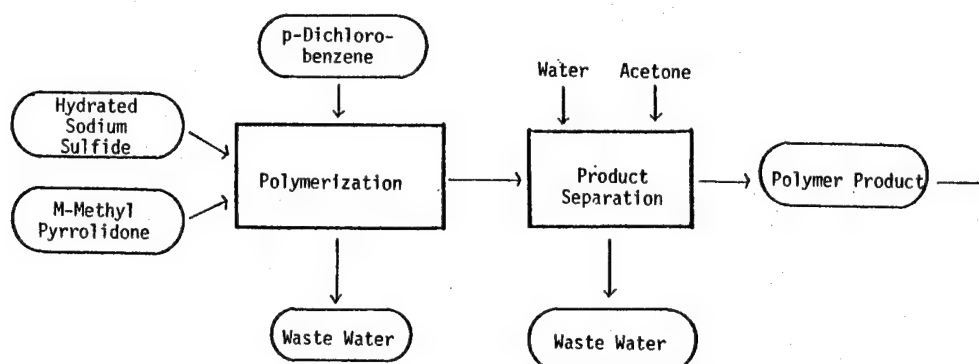 p-Dichloro-
benzene
Water Acetone
Hydrated
Sodium
Sulfide
Polymerization
Product
Separation
Polymer Product
M-Methyl
Pyrrolidone
Waste Water
Waste Water